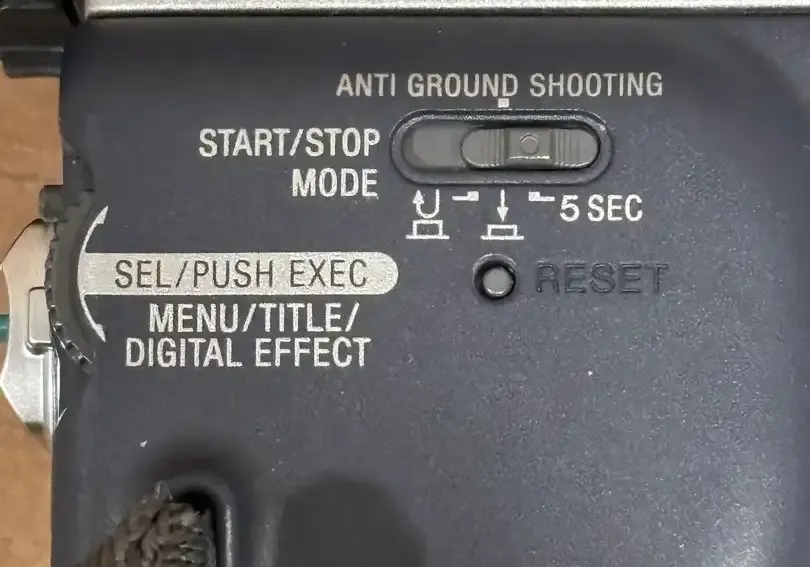 ANTI GROUND SHOOTING
START/STOP
MODE
5 SEC
SEL/PUSH EXEC
RESET
MENU/TITLE/
DIGITAL EFFECT